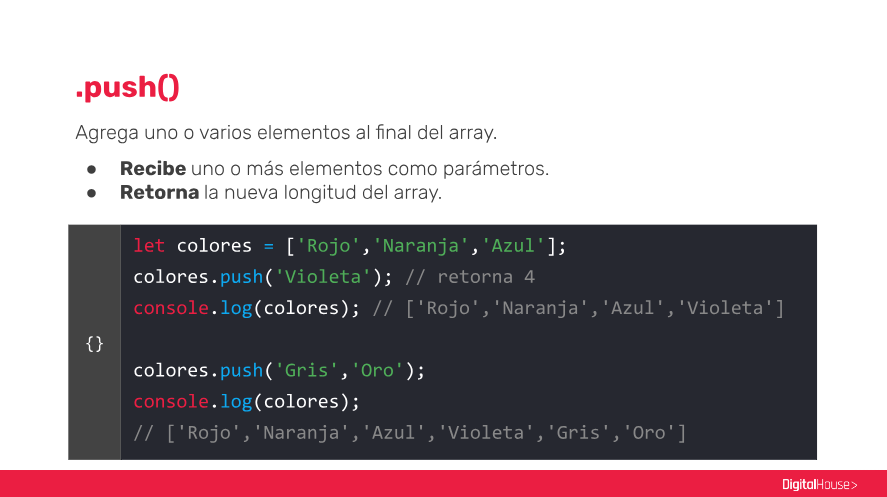 .push()
Agrega uno o varios elementos al final del array.
● Recibe uno o más elementos como parámetros.
● Retorna la nueva longitud del array.
let colores = ['Rojo','Naranja','Azul'];
colores.push('Violeta'); // retorna 4
console.log(colores); // ['Rojo','Naranja','Azul','Violeta']
{}
colores.push('Gris','Oro');
console.log(colores);
// ['Rojo','Naranja','Azul','Violeta','Gris','Oro']
DigitalHouse>